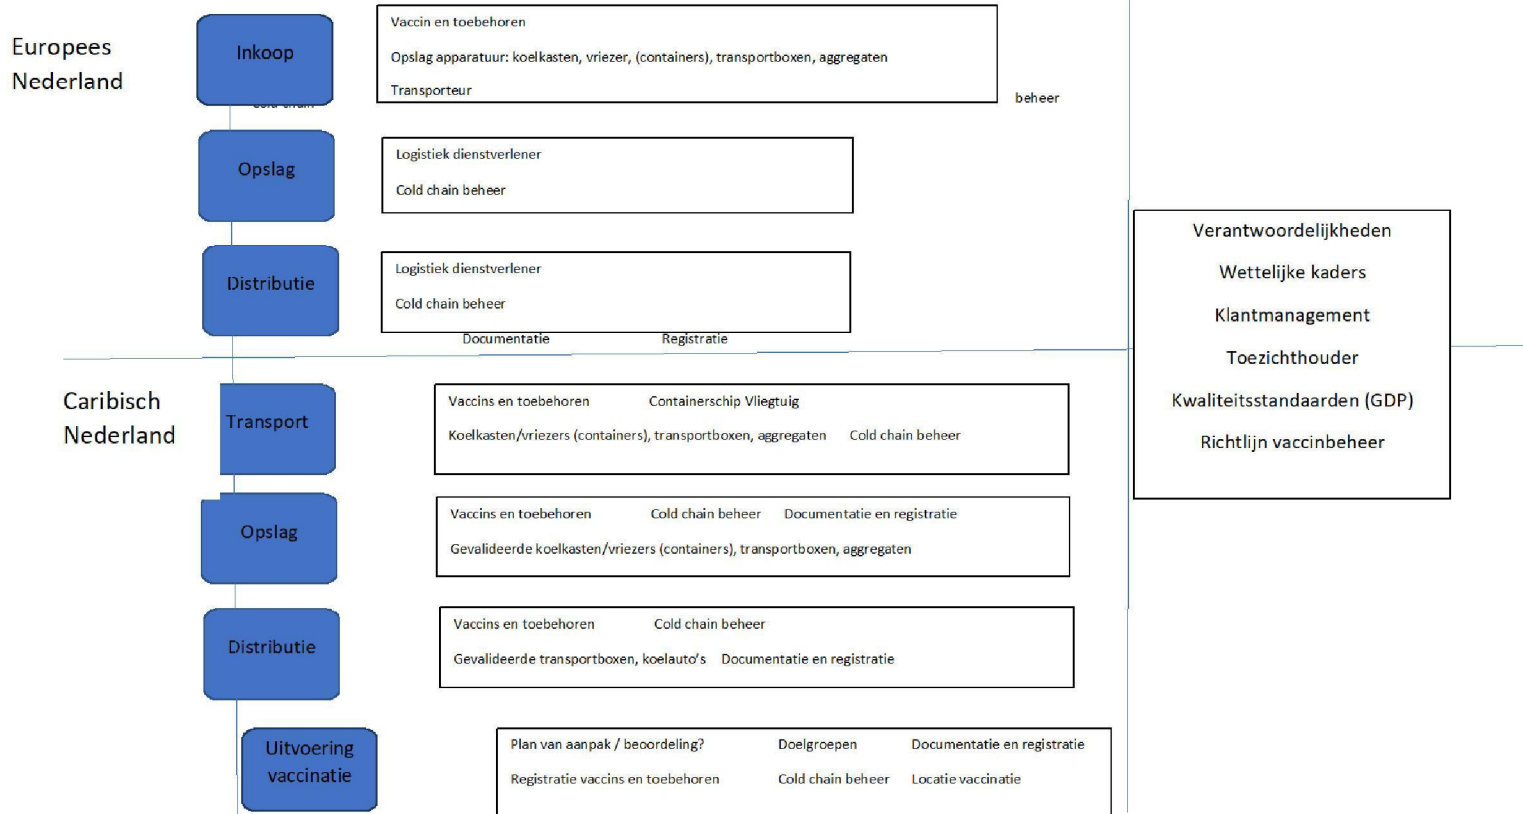 Europees
Nederland
Inkoop
Vaccin en toebehoren
Opslag apparatuur: koelkasten, vriezer, (containers), transportboxen, aggregaten
Transporteur
beheer
Opslag
Logistiek dienstverlener
Cold chain beheer
Distributie
Logistiek dienstverlener
Cold chain beheer
Documentatie Registratie
Verantwoordelijkheden
Wettelijke kaders
Klantmanagement
Toezichthouder
Kwaliteitsstandaarden (GDP)
Richtlijn vaccinbeheer
Caribisch
Nederland
Transport
Vaccins en toebehoren Containerschip Vliegtuig
Koelkasten/vriezers (containers), transportboxen, aggregaten Cold chain beheer
Opslag
Vaccins en toebehoren Cold chain beheer Documentatie en registratie
Gevalideerde koelkasten/vriezers (containers), transportboxen, aggregaten
Distributie
Vaccins en toebehoren Cold chain beheer
Gevalideerde transportboxen, koelauto's Documentatie en registratie
Uitvoering
vaccinatie
Plan van aanpak / beoordeling? Doelgroepen Documentatie en registratie
Registratie vaccins en toebehoren Cold chain beheer Locatie vaccinatie